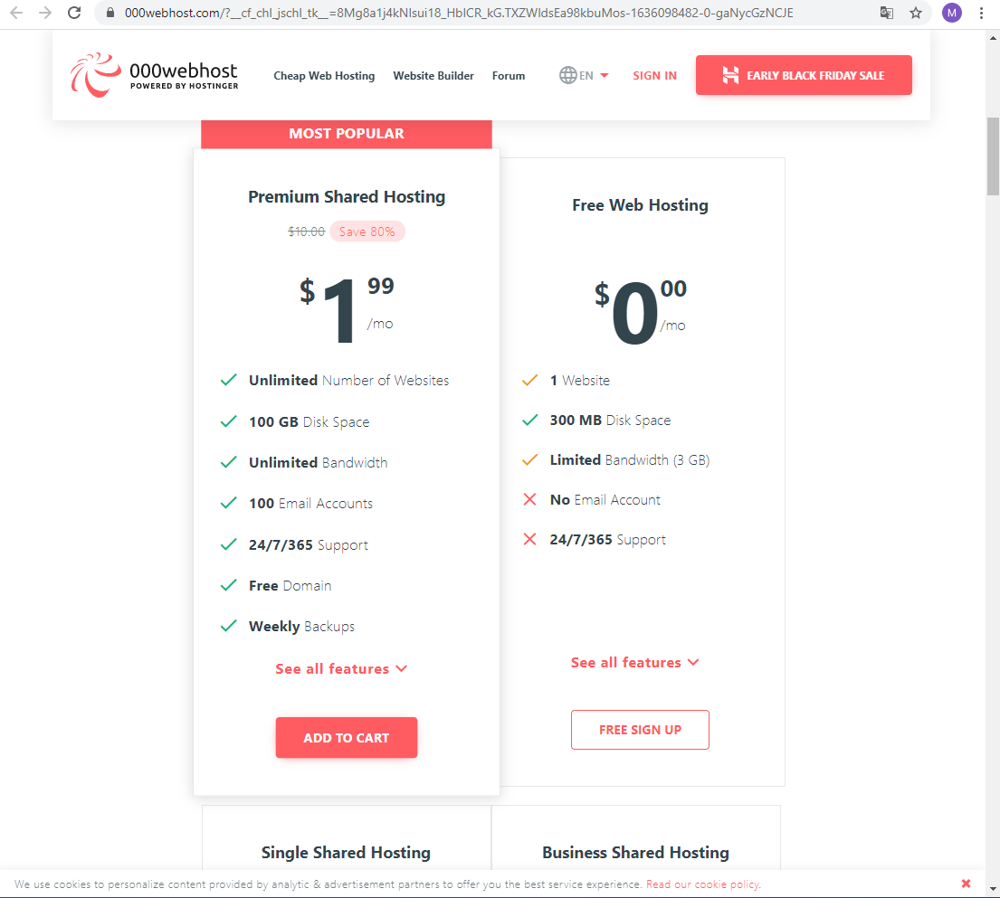 000webhost.com/?__cf_chl_jschl_tk__=8Mg8a1j4kNlsui18_HbICR_kG.TXZWldsEa98kbuMos-1636098482-0-gaNycGzNCJE
M
000webhost
POWERED BY HOSTINGER
Cheap Web Hosting
Website Builder
Forum
EN
SIGN IN
EARLY BLACK FRIDAY SALE
MOST POPULAR
Premium Shared Hosting
$10.00 Save 80%
$1 99
/mo
Unlimited Number of Websites
100 GB Disk Space
Unlimited Bandwidth
100 Email Accounts
24/7/365 Support
Free Domain
Weekly Backups
See all features
ADD TO CART
Free Web Hosting
$0 00
/mo
1 Website
300 MB Disk Space
Limited Bandwidth (3 GB)
No Email Account
24/7/365 Support
See all features
FREE SIGN UP
Single Shared Hosting
Business Shared Hosting
We use cookies to personalize content provided by analytic & advertisement partners to offer you the best service experience. Read our cookie policy.